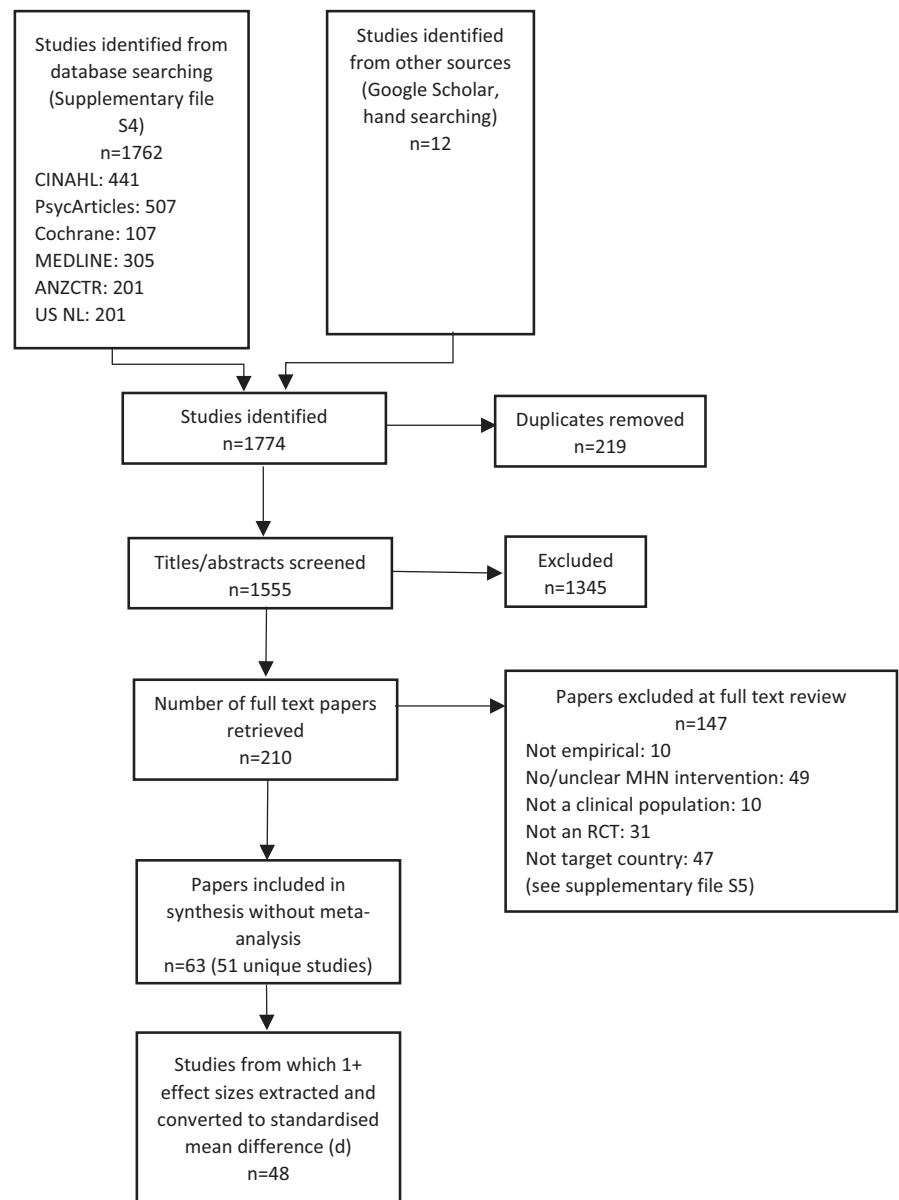 Studies identified from
database searching
(Supplementary file
S4)
n=1762
CINAHL: 441
PsycArticles: 507
Cochrane: 107
MEDLINE: 305
ANZCTR: 201
US NL: 201
Studies identified
from other sources
(Google Scholar,
hand searching)
n=12
Studies identified
n=1774
Duplicates removed
n=219
Titles/abstracts screened
n=1555
Excluded
n=1345
Number of full text papers
retrieved
n=210
Papers excluded at full text review
n=147
Not empirical: 10
No/unclear MHN intervention: 49
Not a clinical population: 10
Not an RCT: 31
Not target country: 47
(see supplementary file S5)
Papers included in
synthesis without meta-
analysis
n=63 (51 unique studies)
Studies from which 1+
effect sizes extracted and
converted to standardised
mean difference (d)
n=48